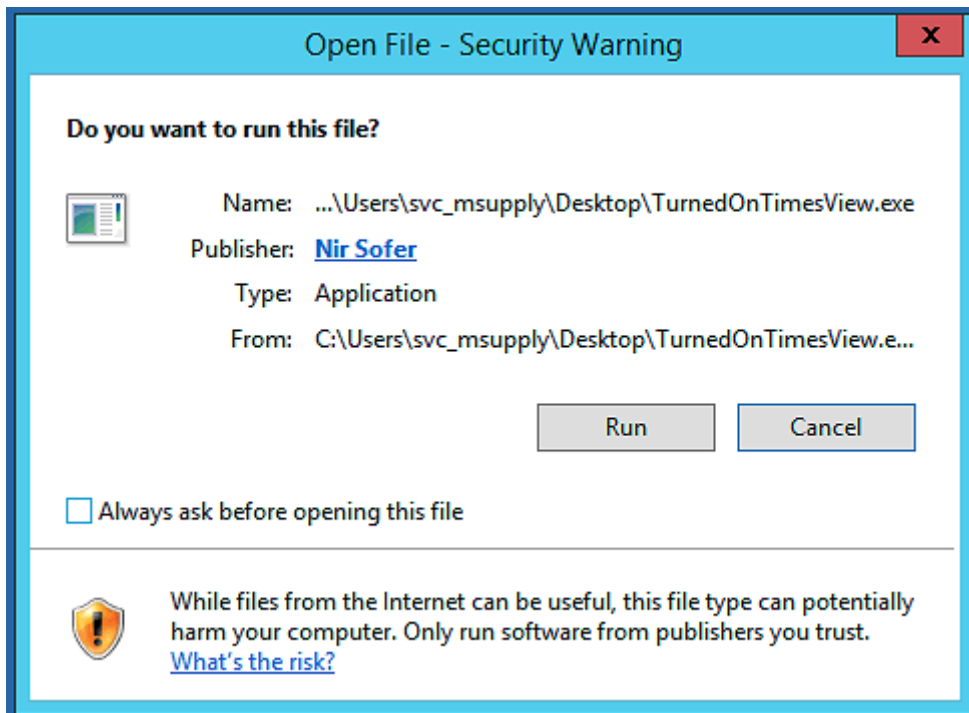 Open File - Security Warning
x
Do you want to run this file?
Name: ...\Users\svc_msupply\Desktop\TurnedOnTimesView.exe
Publisher: Nir Sofer
Type: Application
From: C:\Users\svc_msupply\Desktop\TurnedOnTimesView.e...
Run Cancel
Always ask before opening this file
While files from the Internet can be useful, this file type can potentially
harm your computer. Only run software from publishers you trust.
What's the risk?